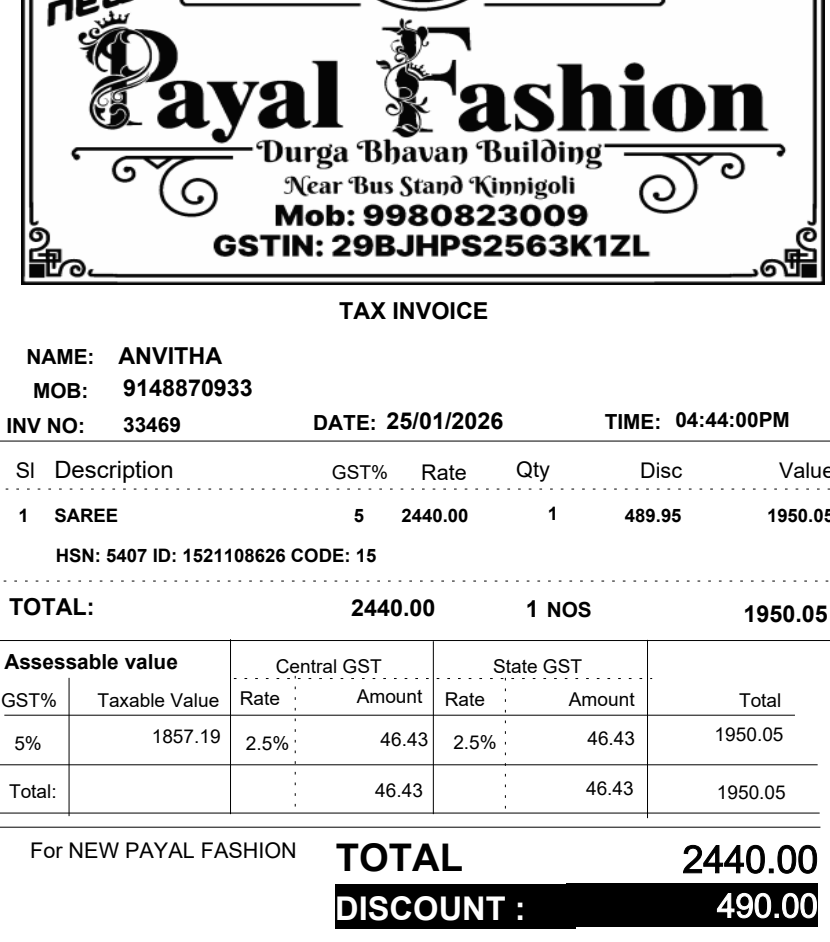 new
Payal Fashion
Durga Bhavan Building
Near Bus Stand Kinnigoli
Mob: 9980823009
GSTIN: 29BJHPS2563K1ZL
TAX INVOICE
NAME: ANVITHA
MOB: 9148870933
INV NO: 33469 DATE: 25/01/2026 TIME: 04:44:00PM
Sl Description GST% Rate Qty Disc Value
1 SAREE 5 2440.00 1 489.95 1950.05
HSN: 5407 ID: 1521108626 CODE: 15
TOTAL: 2440.00 1 NOS 1950.05
Assessable value Central GST State GST
GST% Taxable Value Rate Amount Rate Amount Total
5% 1857.19 2.5% 46.43 2.5% 46.43 1950.05
Total: 46.43 46.43 1950.05
For NEW PAYAL FASHION TOTAL 2440.00
DISCOUNT : 490.00